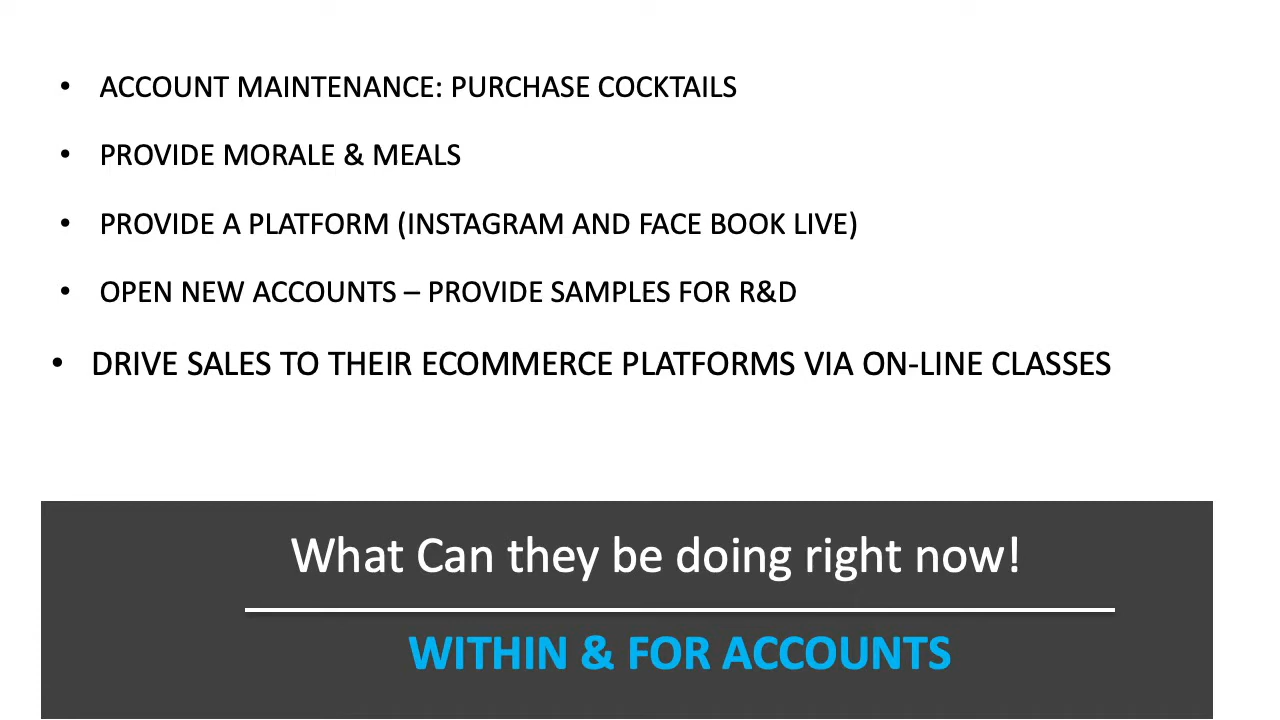 • ACCOUNT MAINTENANCE: PURCHASE COCKTAILS
• PROVIDE MORALE & MEALS
• PROVIDE A PLATFORM (INSTAGRAM AND FACE BOOK LIVE)
• OPEN NEW ACCOUNTS – PROVIDE SAMPLES FOR R&D
• DRIVE SALES TO THEIR ECOMMERCE PLATFORMS VIA ON-LINE CLASSES
What Can they be doing right now!
WITHIN & FOR ACCOUNTS